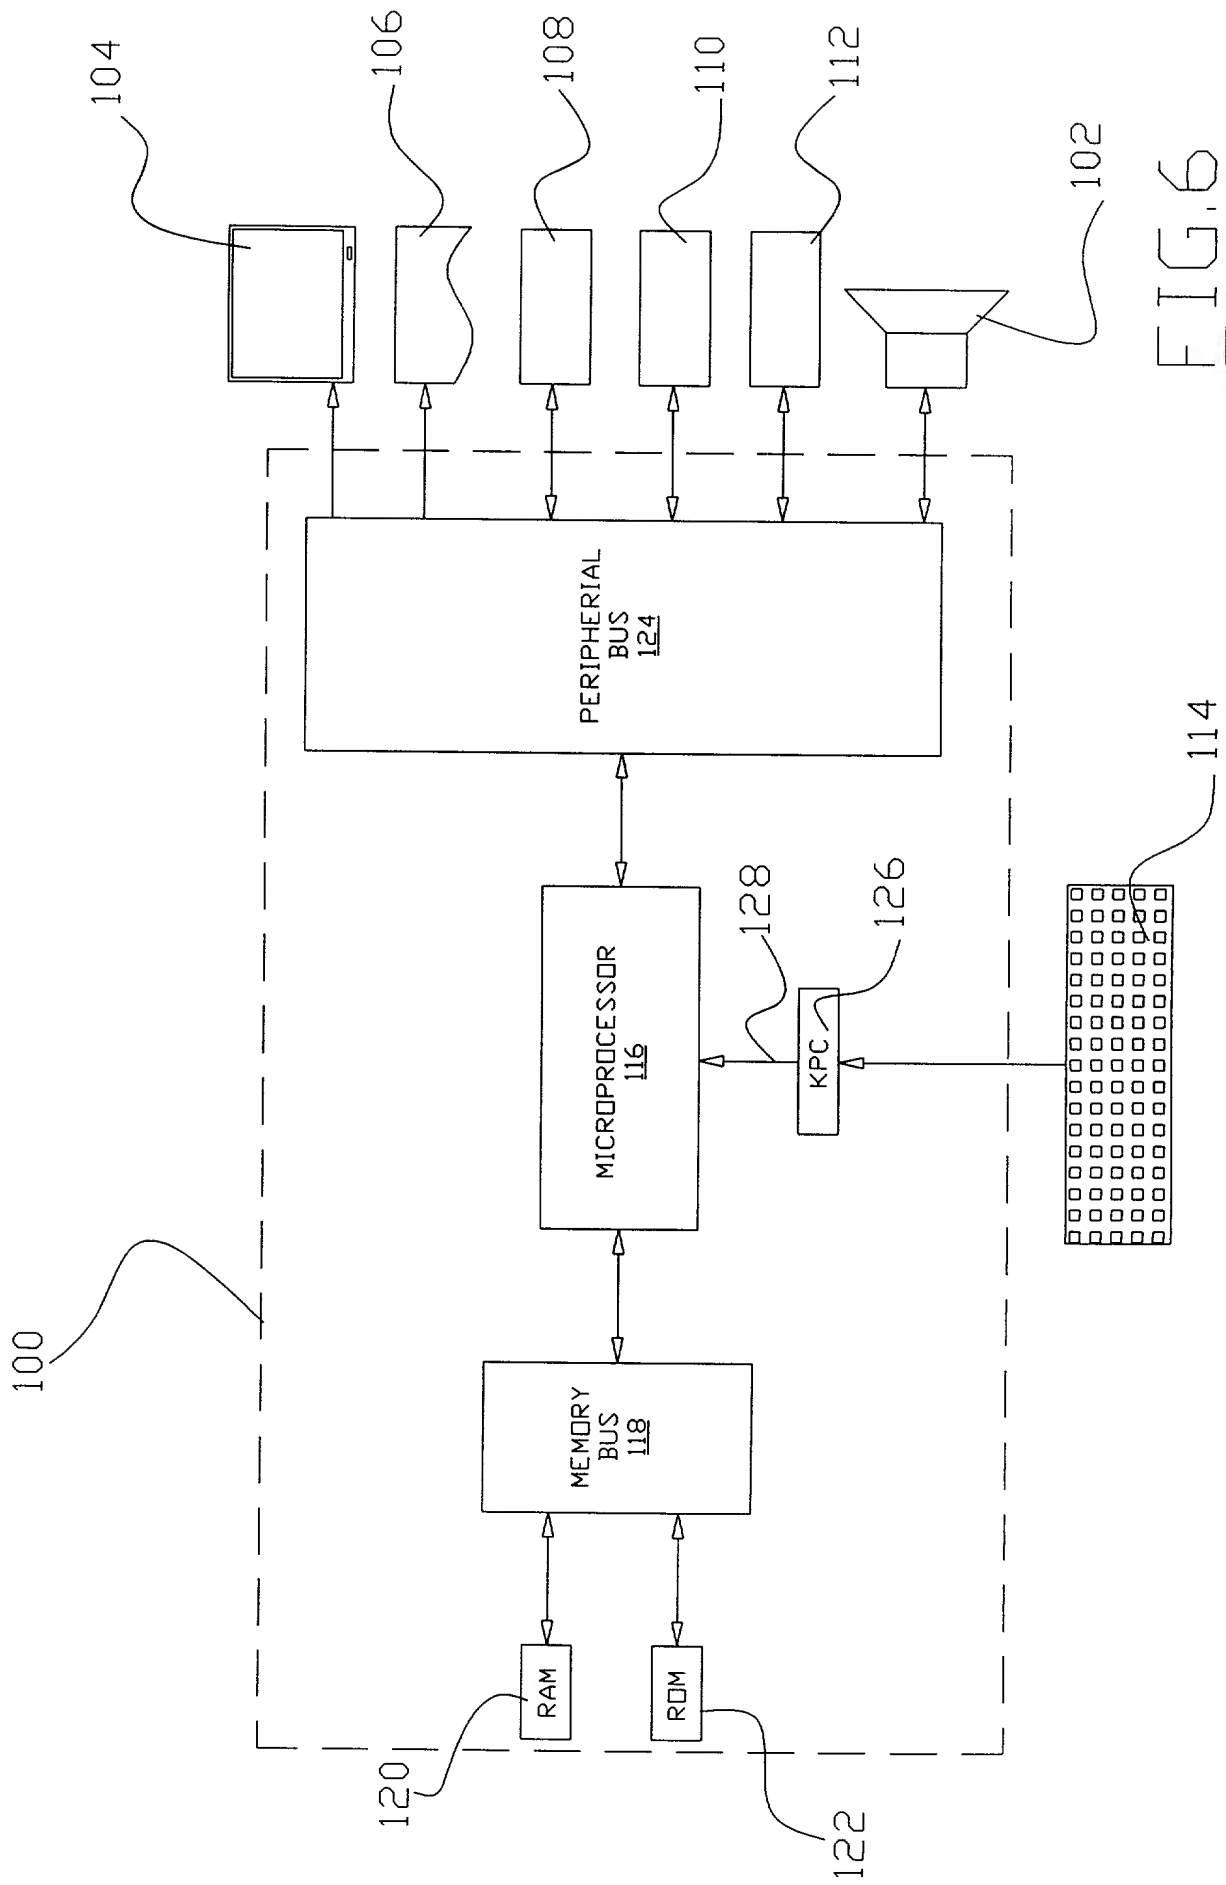 100
104
106
120
108
RAM
MEMORY
BUS
118
MICROPROCESSOR
116
PERIPHERIAL
BUS
124
ROM
110
128
KPC
112
122
126
102
114
FIG.6